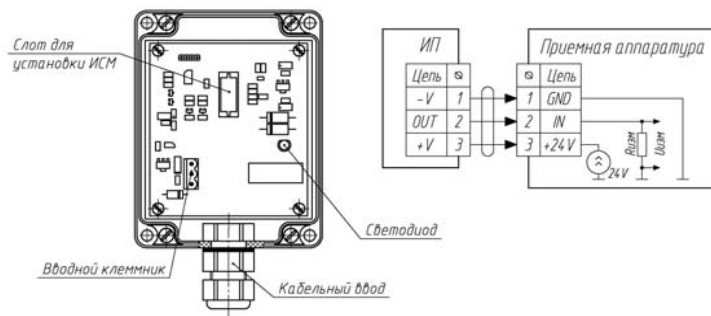 Слот для
установки ИСМ
Вводной клеммник
Кабельный ввод
Светодиод
ИП
Цепь ⌀
-V 1
OUT 2
+V 3
Приемная аппаратура
⌀ Цепь
1 GND
2 IN
3 +24V
Rизм
Uизм
24V